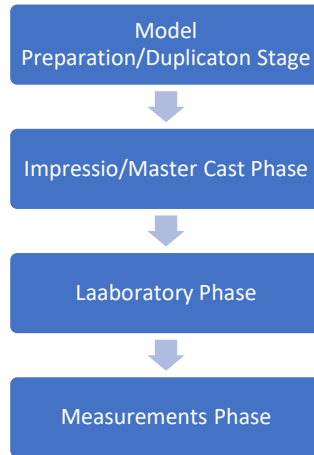 Model
Preparation/Duplicaton Stage
Impressio/Master Cast Phase
Laaboratory Phase
Measurements Phase